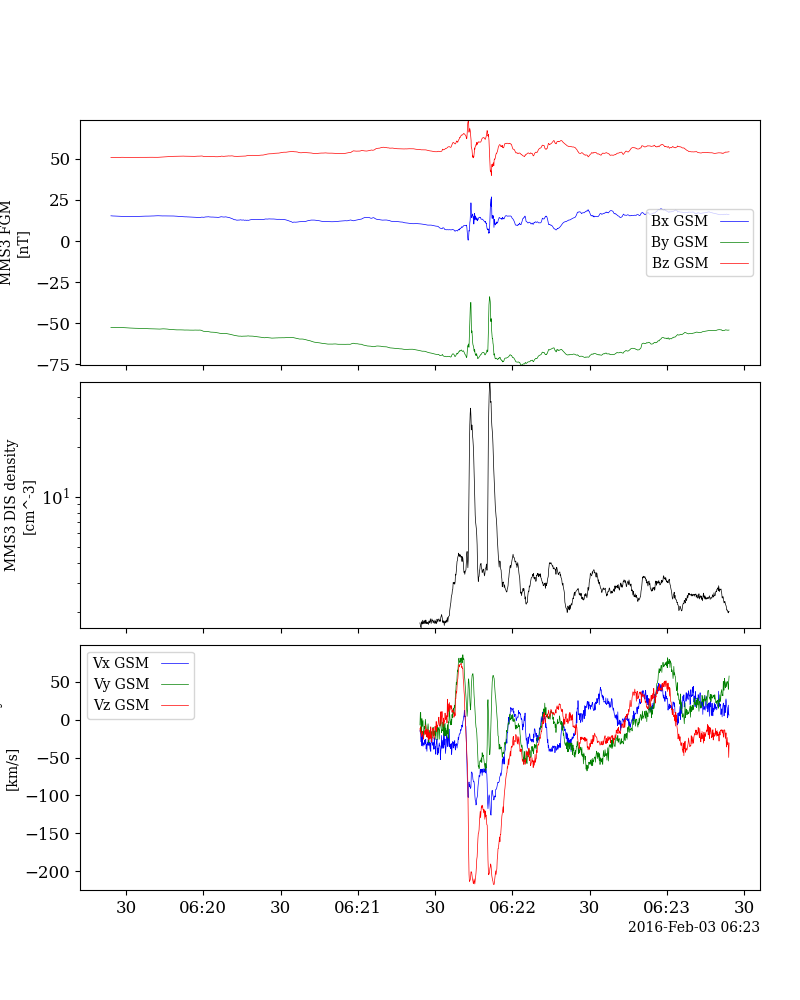 50
25
0
−25
−50
−75
MMS3 FGM
[nT]
Bx GSM
By GSM
Bz GSM
10¹
MMS3 DIS density
[cm^-3]
Vx GSM
Vy GSM
Vz GSM
50
0
−50
−100
−150
−200
[km/s]
30 06:20 30 06:21 30 06:22 30 06:23 30
2016-Feb-03 06:23